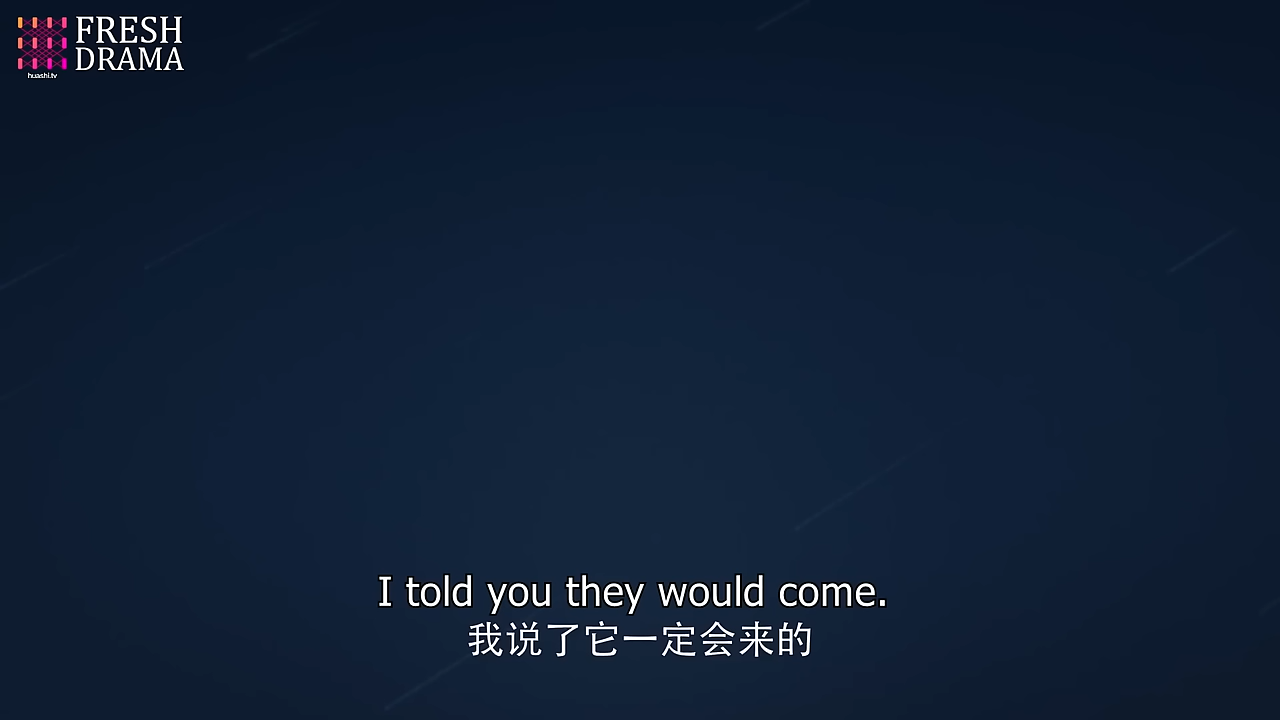 FRESH
DRAMA
huashi.tv
I told you they would come.
我说了它一定会来的